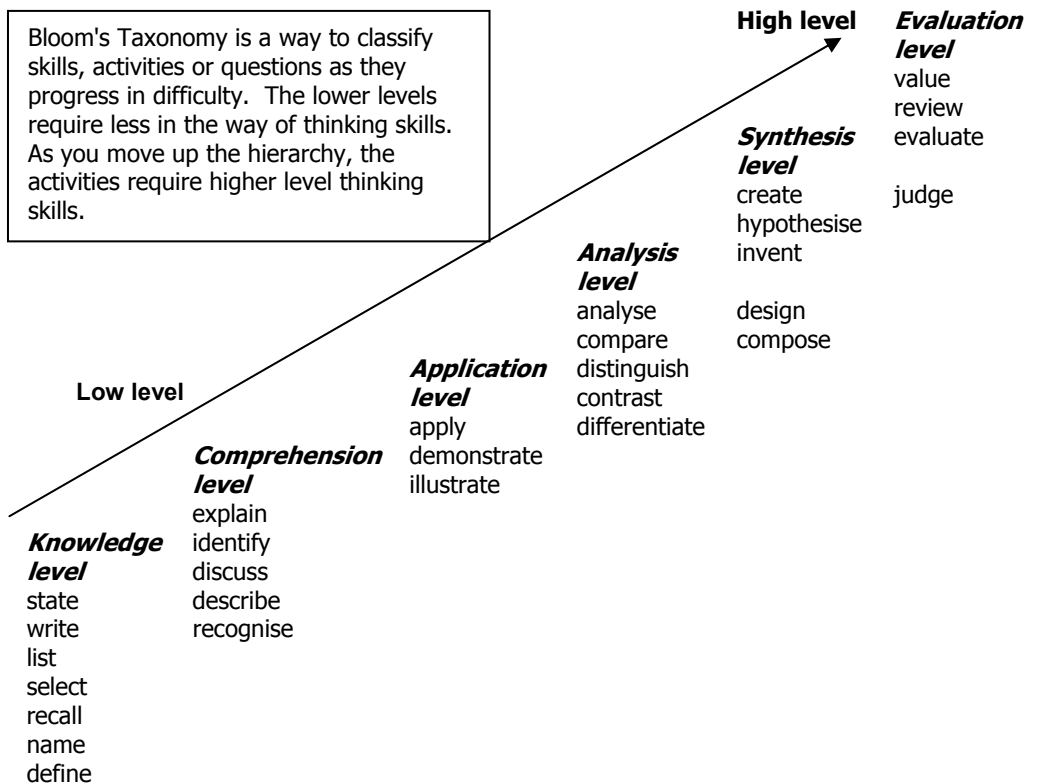 Bloom's Taxonomy is a way to classify
skills, activities or questions as they
progress in difficulty.  The lower levels
require less in the way of thinking skills.
As you move up the hierarchy, the
activities require higher level thinking
skills.
High level
Evaluation
level
value
review
evaluate
judge
Synthesis
level
create
hypothesise
invent
design
compose
Analysis
level
analyse
compare
distinguish
contrast
differentiate
Application
level
apply
demonstrate
illustrate
Low level
Comprehension
level
explain
identify
discuss
describe
recognise
Knowledge
level
state
write
list
select
recall
name
define